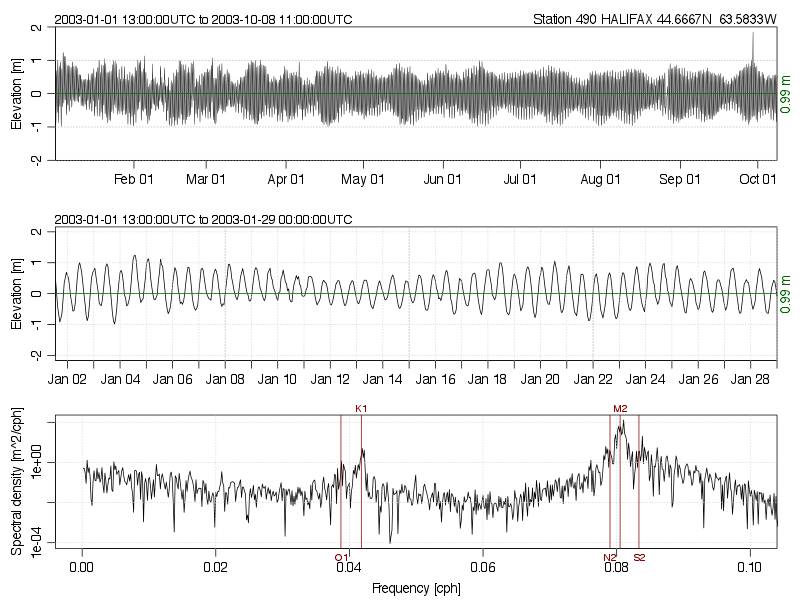 2003-01-01 13:00:00UTC to 2003-10-08 11:00:00UTC Station 490 HALIFAX 44.6667N 63.5833W
2
1
0
-1
-2
Elevation [m]
0.99 m
Feb 01 Mar 01 Apr 01 May 01 Jun 01 Jul 01 Aug 01 Sep 01 Oct 01
2003-01-01 13:00:00UTC to 2003-01-29 00:00:00UTC
2
1
0
-1
-2
Elevation [m]
0.99 m
Jan 02 Jan 04 Jan 06 Jan 08 Jan 10 Jan 12 Jan 14 Jan 16 Jan 18 Jan 20 Jan 22 Jan 24 Jan 26 Jan 28
K1 M2
1e+00
1e-04
Spectral density [m^2/cph]
O1 N2 S2
0.00 0.02 0.04 0.06 0.08 0.10
Frequency [cph]